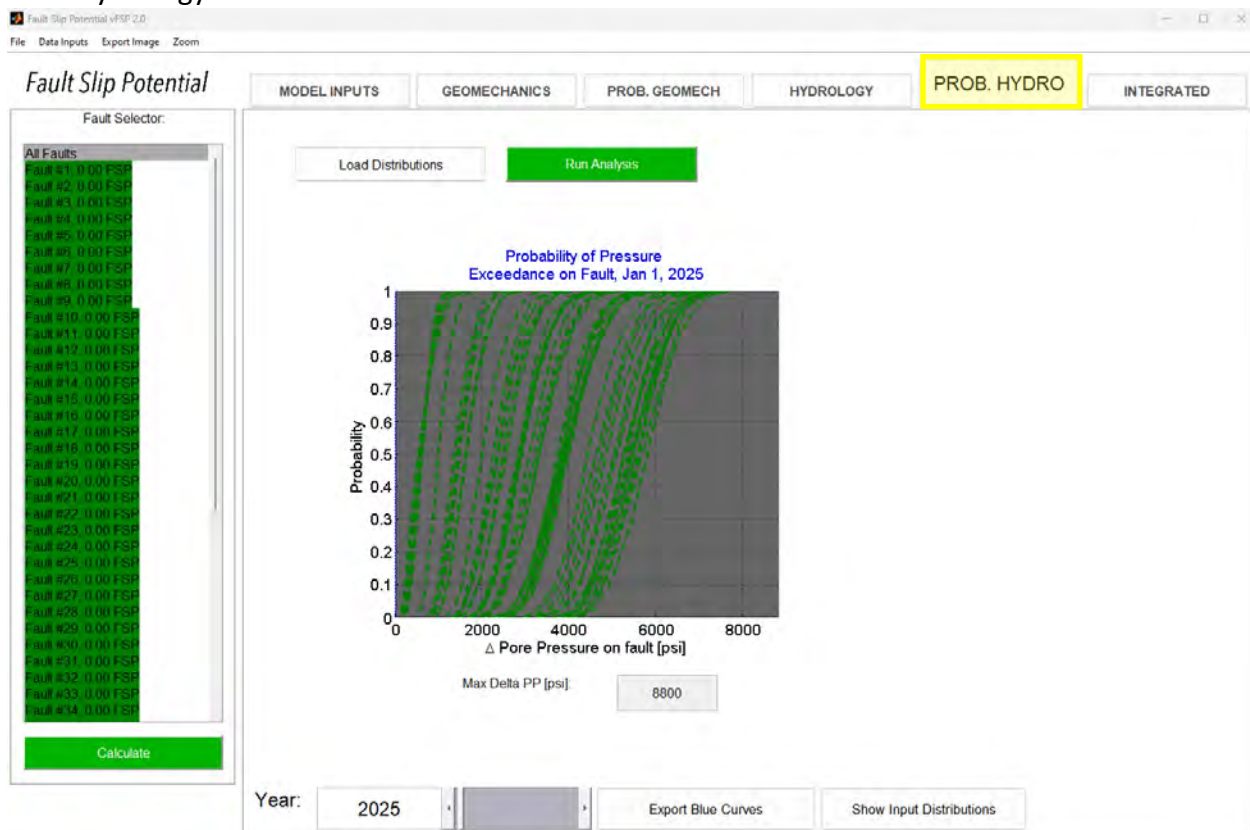 Fault Slip Potential vFSP 2.0
File Data Inputs Export Image Zoom
Fault Slip Potential
MODEL INPUTS GEOMECHANICS PROB. GEOMECH HYDROLOGY PROB. HYDRO INTEGRATED
Fault Selector:
All Faults
Fault #1, 0.00 FSP
Fault #2, 0.00 FSP
Fault #3, 0.00 FSP
Fault #4, 0.00 FSP
Fault #5, 0.00 FSP
Fault #6, 0.00 FSP
Fault #7, 0.00 FSP
Fault #8, 0.00 FSP
Fault #9, 0.00 FSP
Fault #10, 0.00 FSP
Fault #11, 0.00 FSP
Fault #12, 0.00 FSP
Fault #13, 0.00 FSP
Fault #14, 0.00 FSP
Fault #15, 0.00 FSP
Fault #16, 0.00 FSP
Fault #17, 0.00 FSP
Fault #18, 0.00 FSP
Fault #19, 0.00 FSP
Fault #20, 0.00 FSP
Fault #21, 0.00 FSP
Fault #22, 0.00 FSP
Fault #23, 0.00 FSP
Fault #24, 0.00 FSP
Fault #25, 0.00 FSP
Fault #26, 0.00 FSP
Fault #27, 0.00 FSP
Fault #28, 0.00 FSP
Fault #29, 0.00 FSP
Fault #30, 0.00 FSP
Fault #31, 0.00 FSP
Fault #32, 0.00 FSP
Fault #33, 0.00 FSP
Fault #34, 0.00 FSP
Calculate
Load Distributions Run Analysis
Probability of Pressure
Exceedance on Fault, Jan 1, 2025
1
0.9
0.8
0.7
0.6
0.5
0.4
0.3
0.2
0.1
0
Probability
0 2000 4000 6000 8000
Δ Pore Pressure on fault [psi]
Max Delta PP [psi]: 8800
Year: 2025 Export Blue Curves Show Input Distributions